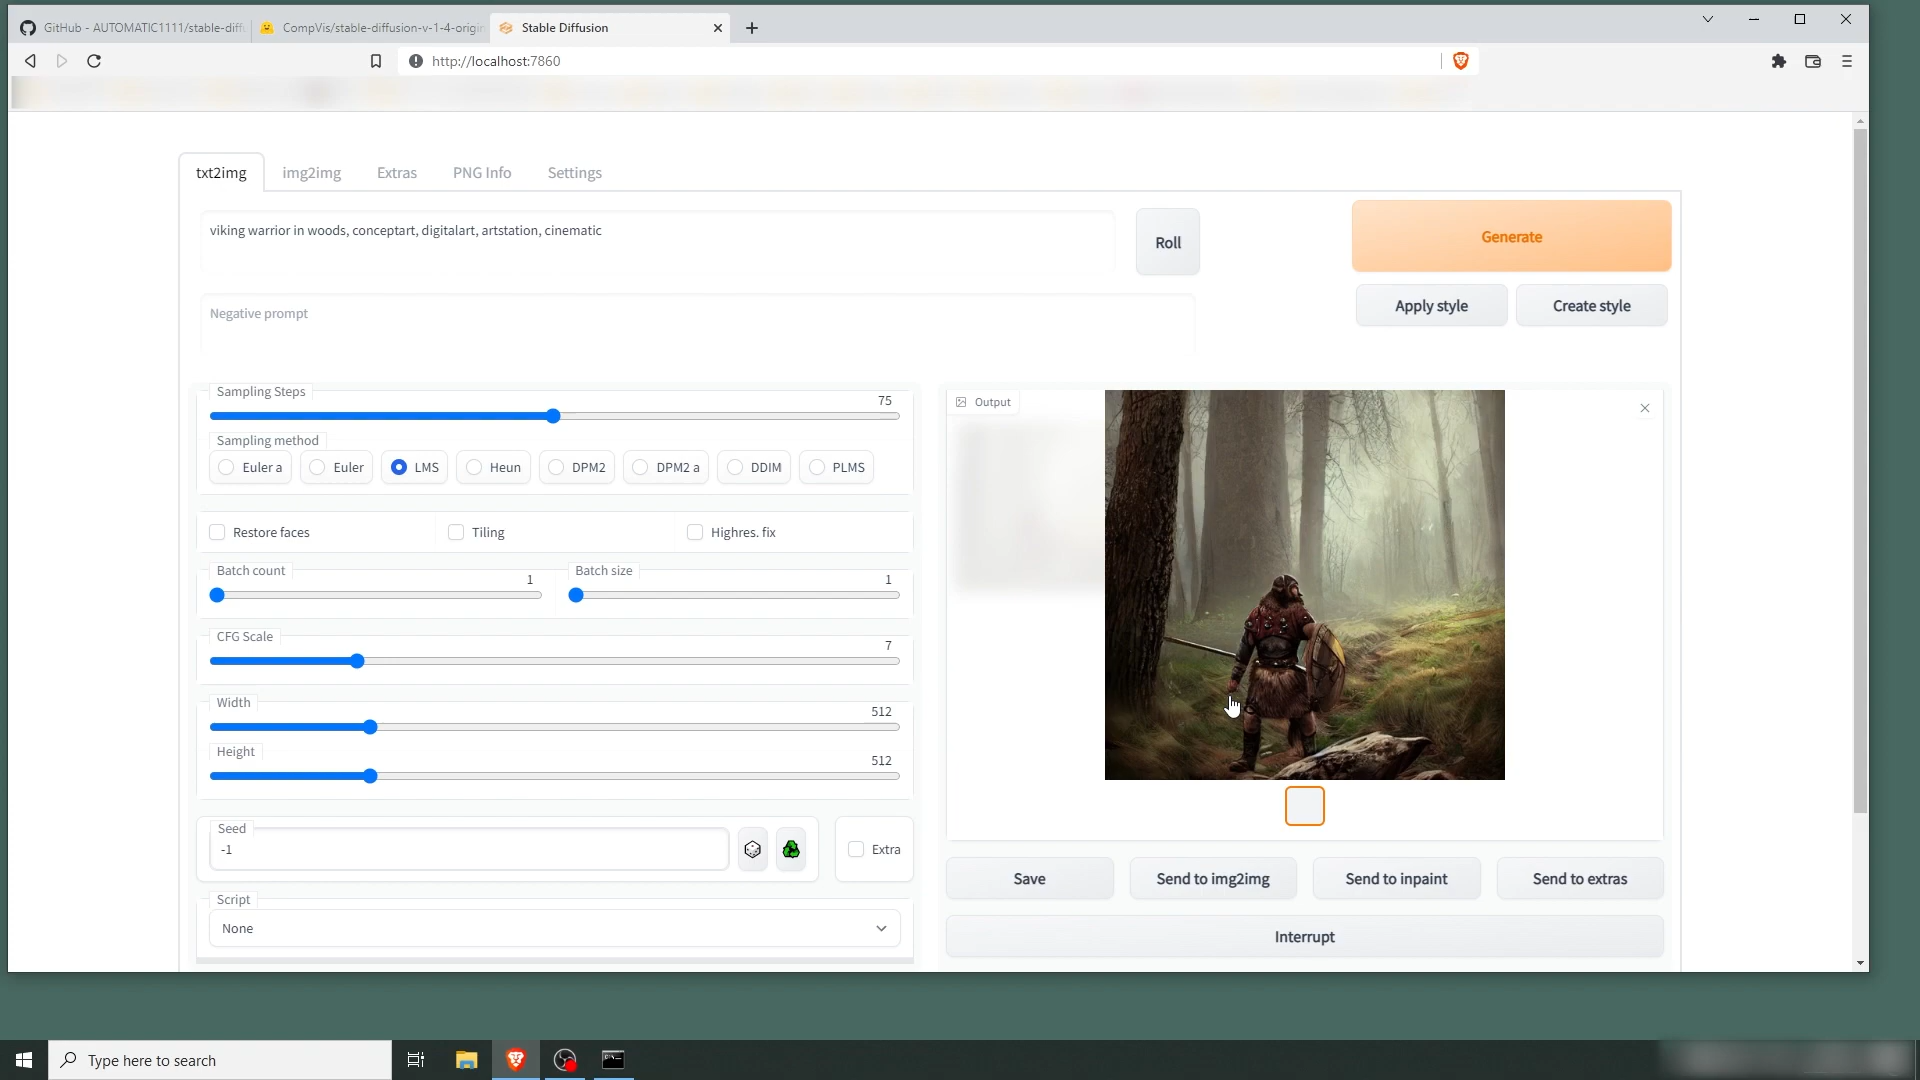 GitHub - AUTOMATIC1111/stable-diff
CompVis/stable-diffusion-v-1-4-origin
Stable Diffusion
http://localhost:7860
txt2img
img2img
Extras
PNG Info
Settings
viking warrior in woods, conceptart, digitalart, artstation, cinematic
Roll
Generate
Negative prompt
Apply style
Create style
Sampling Steps
75
Sampling method
Euler a
Euler
LMS
Heun
DPM2
DPM2 a
DDIM
PLMS
Restore faces
Tiling
Highres. fix
Batch count
1
Batch size
1
CFG Scale
7
Width
512
Height
512
Seed
-1
Extra
Script
None
Output
Save
Send to img2img
Send to inpaint
Send to extras
Interrupt
Type here to search